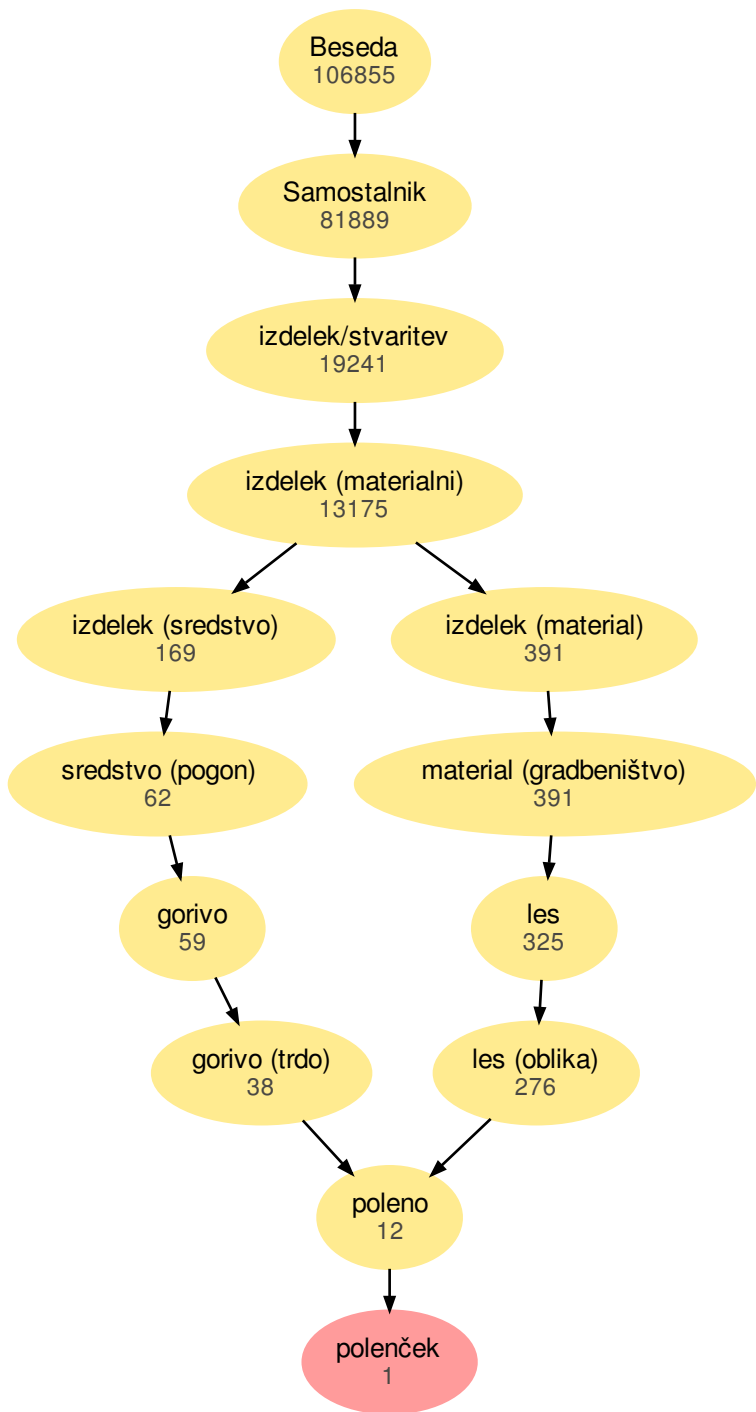 Beseda
106855
Samostalnik
81889
izdelek/stvaritev
19241
izdelek (materialni)
13175
izdelek (sredstvo)
169
izdelek (material)
391
sredstvo (pogon)
62
material (gradbeništvo)
391
gorivo
59
les
325
gorivo (trdo)
38
les (oblika)
276
poleno
12
polenček
1